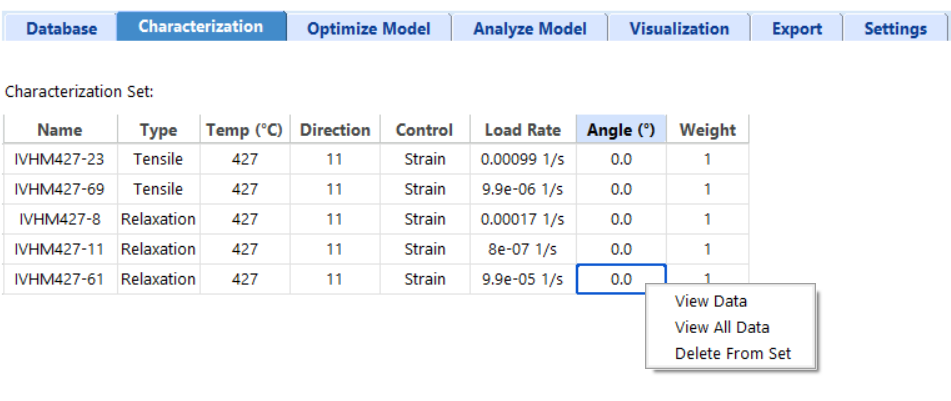 Database Characterization Optimize Model Analyze Model Visualization Export Settings
Characterization Set:
Name Type Temp (°C) Direction Control Load Rate Angle (°) Weight
IVHM427-23 Tensile 427 11 Strain 0.00099 1/s 0.0 1
IVHM427-69 Tensile 427 11 Strain 9.9e-06 1/s 0.0 1
IVHM427-8 Relaxation 427 11 Strain 0.00017 1/s 0.0 1
IVHM427-11 Relaxation 427 11 Strain 8e-07 1/s 0.0 1
IVHM427-61 Relaxation 427 11 Strain 9.9e-05 1/s 0.0 1
View Data
View All Data
Delete From Set